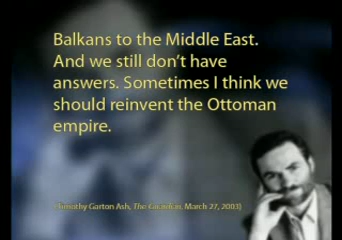 Balkans to the Middle East.
And we still don't have
answers. Sometimes I think we
should reinvent the Ottoman
empire.
(Timothy Garton Ash, The Guardian, March 27, 2003)